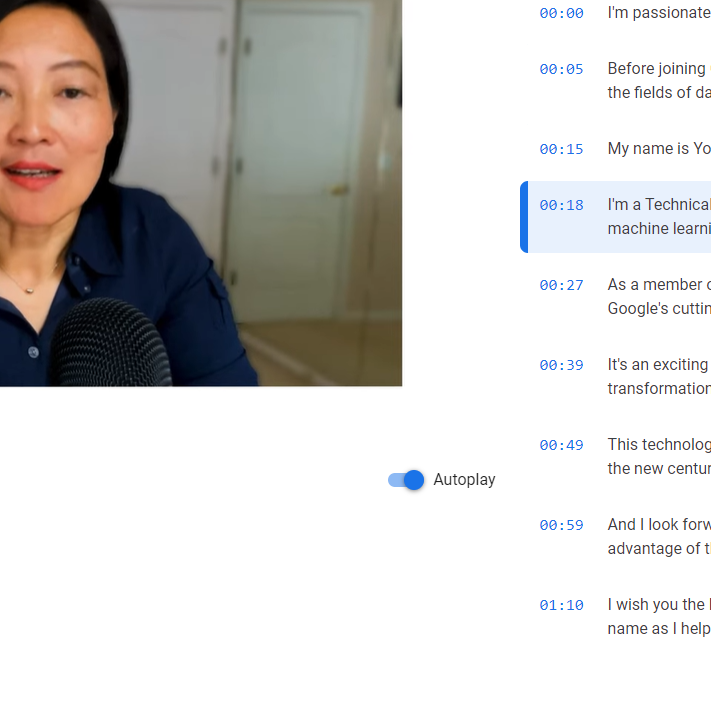 00:00 I'm passionate
00:05 Before joining
the fields of da
00:15 My name is Yo
00:18 I'm a Technical
machine learni
00:27 As a member o
Google's cuttin
00:39 It's an exciting
transformation
00:49 This technolog
the new centur
Autoplay
00:59 And I look forw
advantage of t
01:10 I wish you the
name as I help